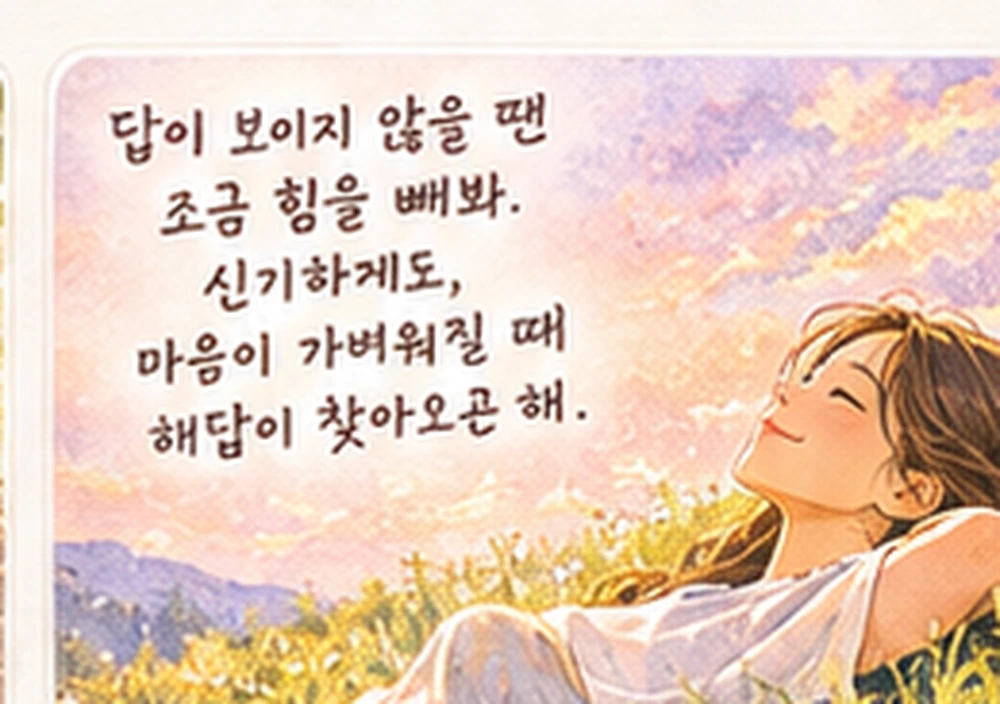 답이 보이지 않을 땐
조금 힘을 빼봐.
신기하게도,
마음이 가벼워질 때
해답이 찾아오곤 해.